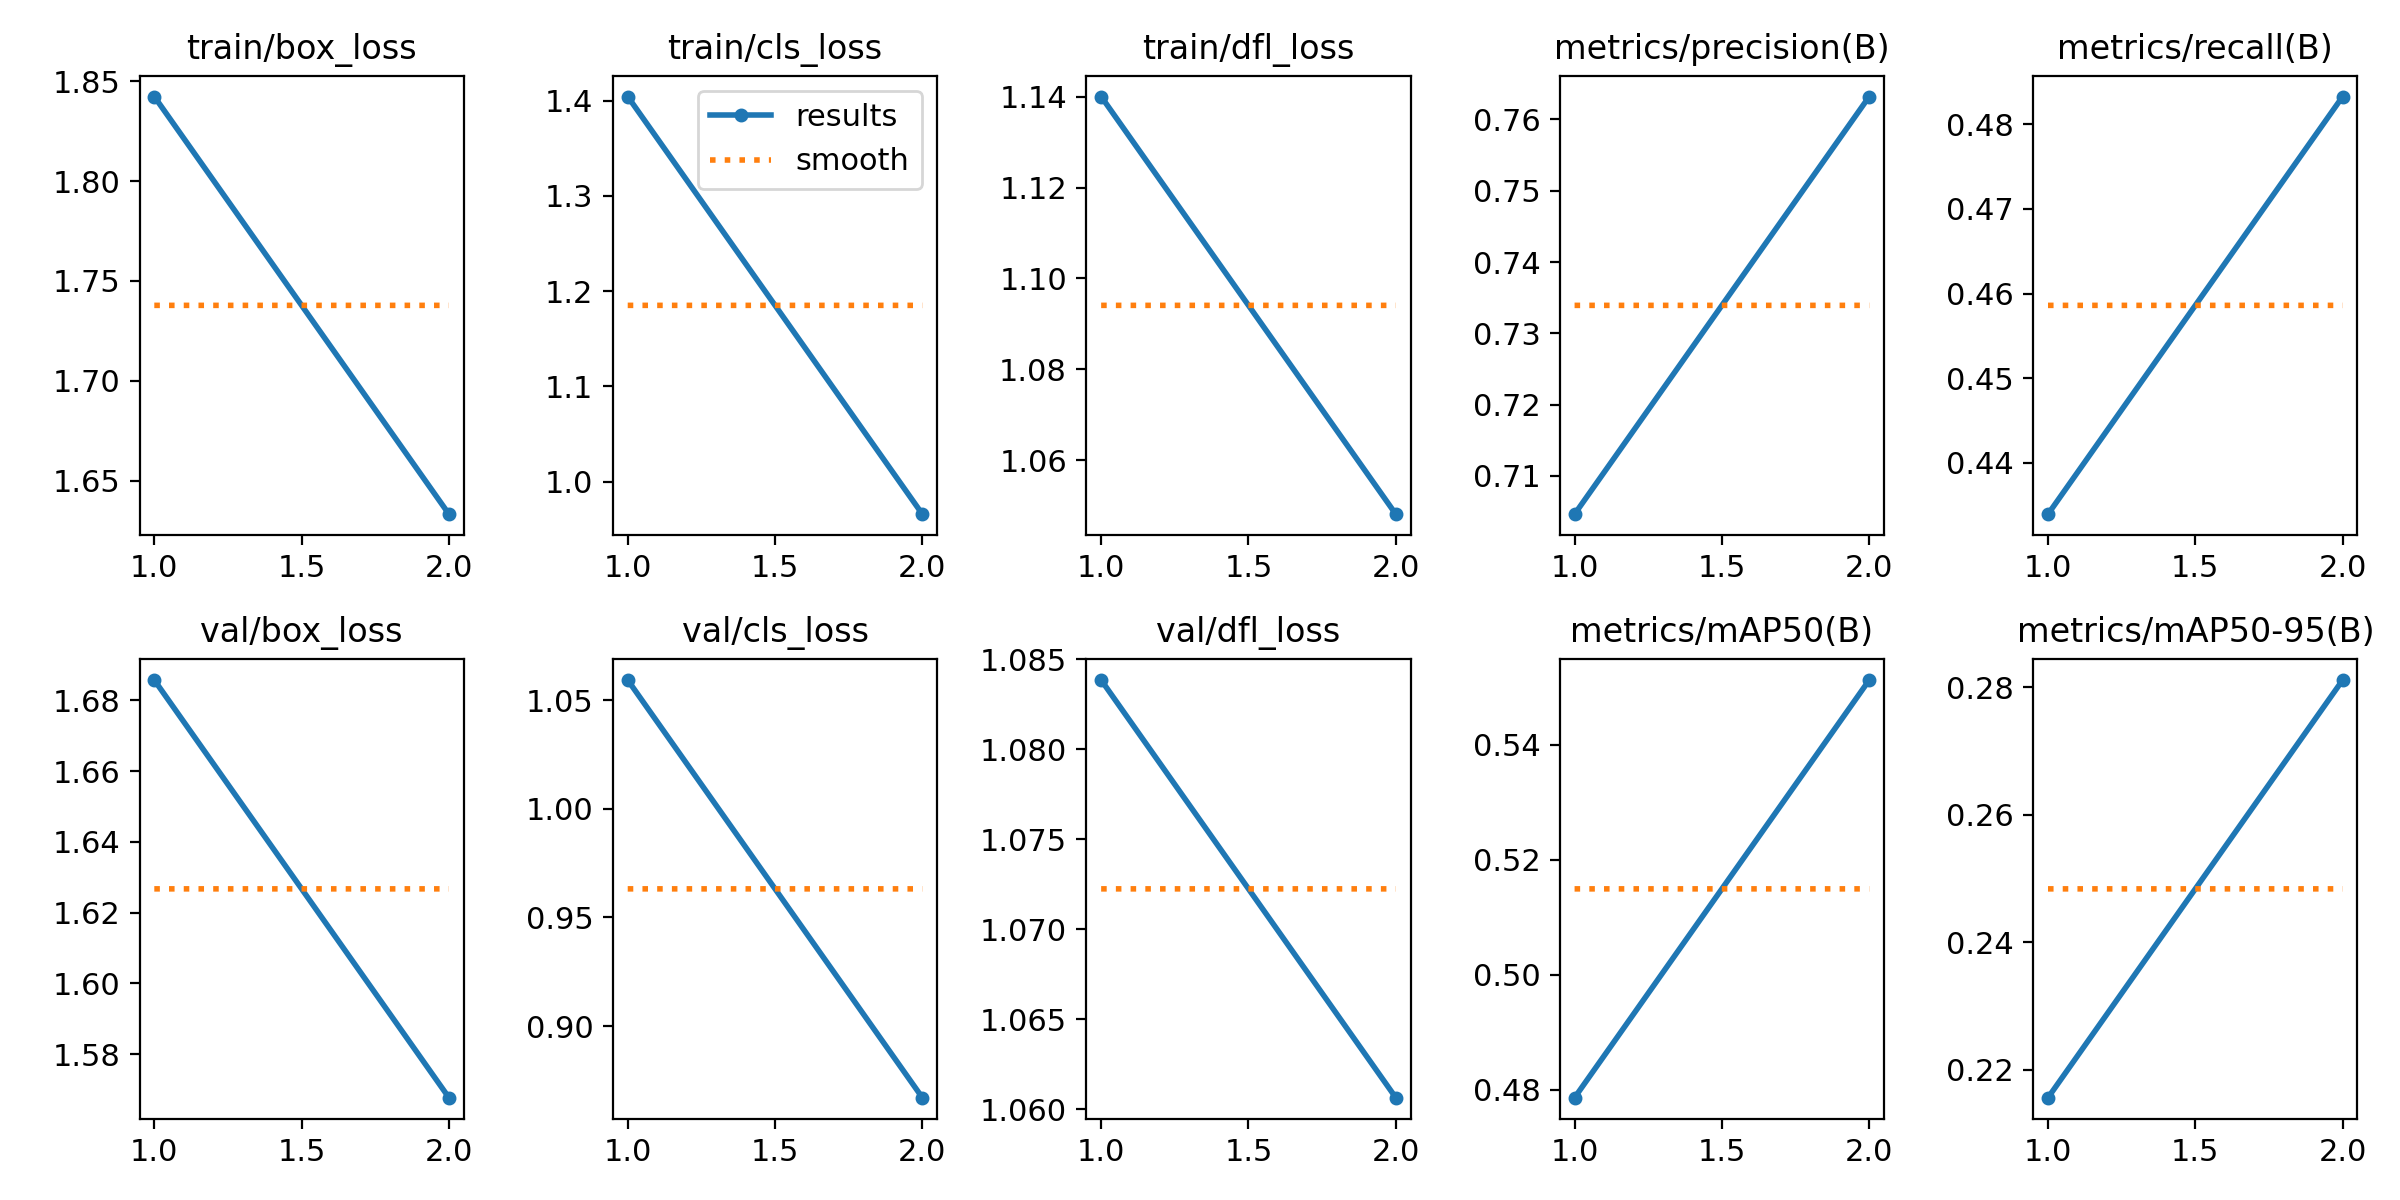 train/box_loss
1.85
1.80
1.75
1.70
1.65
1.0 1.5 2.0
train/cls_loss
results
smooth
1.4
1.3
1.2
1.1
1.0
1.0 1.5 2.0
train/dfl_loss
1.14
1.12
1.10
1.08
1.06
1.0 1.5 2.0
metrics/precision(B)
0.76
0.75
0.74
0.73
0.72
0.71
1.0 1.5 2.0
metrics/recall(B)
0.48
0.47
0.46
0.45
0.44
1.0 1.5 2.0
val/box_loss
1.68
1.66
1.64
1.62
1.60
1.58
1.0 1.5 2.0
val/cls_loss
1.05
1.00
0.95
0.90
1.0 1.5 2.0
val/dfl_loss
1.085
1.080
1.075
1.070
1.065
1.060
1.0 1.5 2.0
metrics/mAP50(B)
0.54
0.52
0.50
0.48
1.0 1.5 2.0
metrics/mAP50-95(B)
0.28
0.26
0.24
0.22
1.0 1.5 2.0